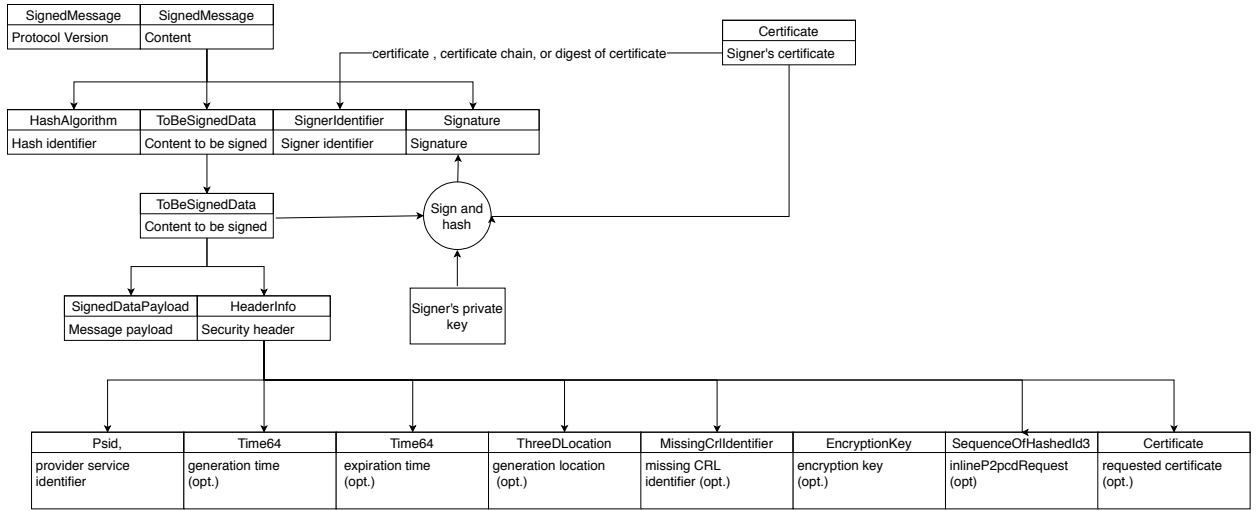 SignedMessage
SignedMessage
Protocol Version
Content
Certificate
Signer's certificate
certificate , certificate chain, or digest of certificate
HashAlgorithm
ToBeSignedData
SignerIdentifier
Signature
Hash identifier
Content to be signed
Signer identifier
Signature
ToBeSignedData
Content to be signed
Sign and
hash
SignedDataPayload
HeaderInfo
Message payload
Security header
Signer's private
key
Psid,
Time64
Time64
ThreeDLocation
MissingCrlIdentifier
EncryptionKey
SequenceOfHashedId3
Certificate
provider service
identifier
generation time
(opt.)
expiration time
(opt.)
generation location
(opt.)
missing CRL
identifier (opt.)
encryption key
(opt.)
inlineP2pcdRequest
(opt)
requested certificate
(opt.)